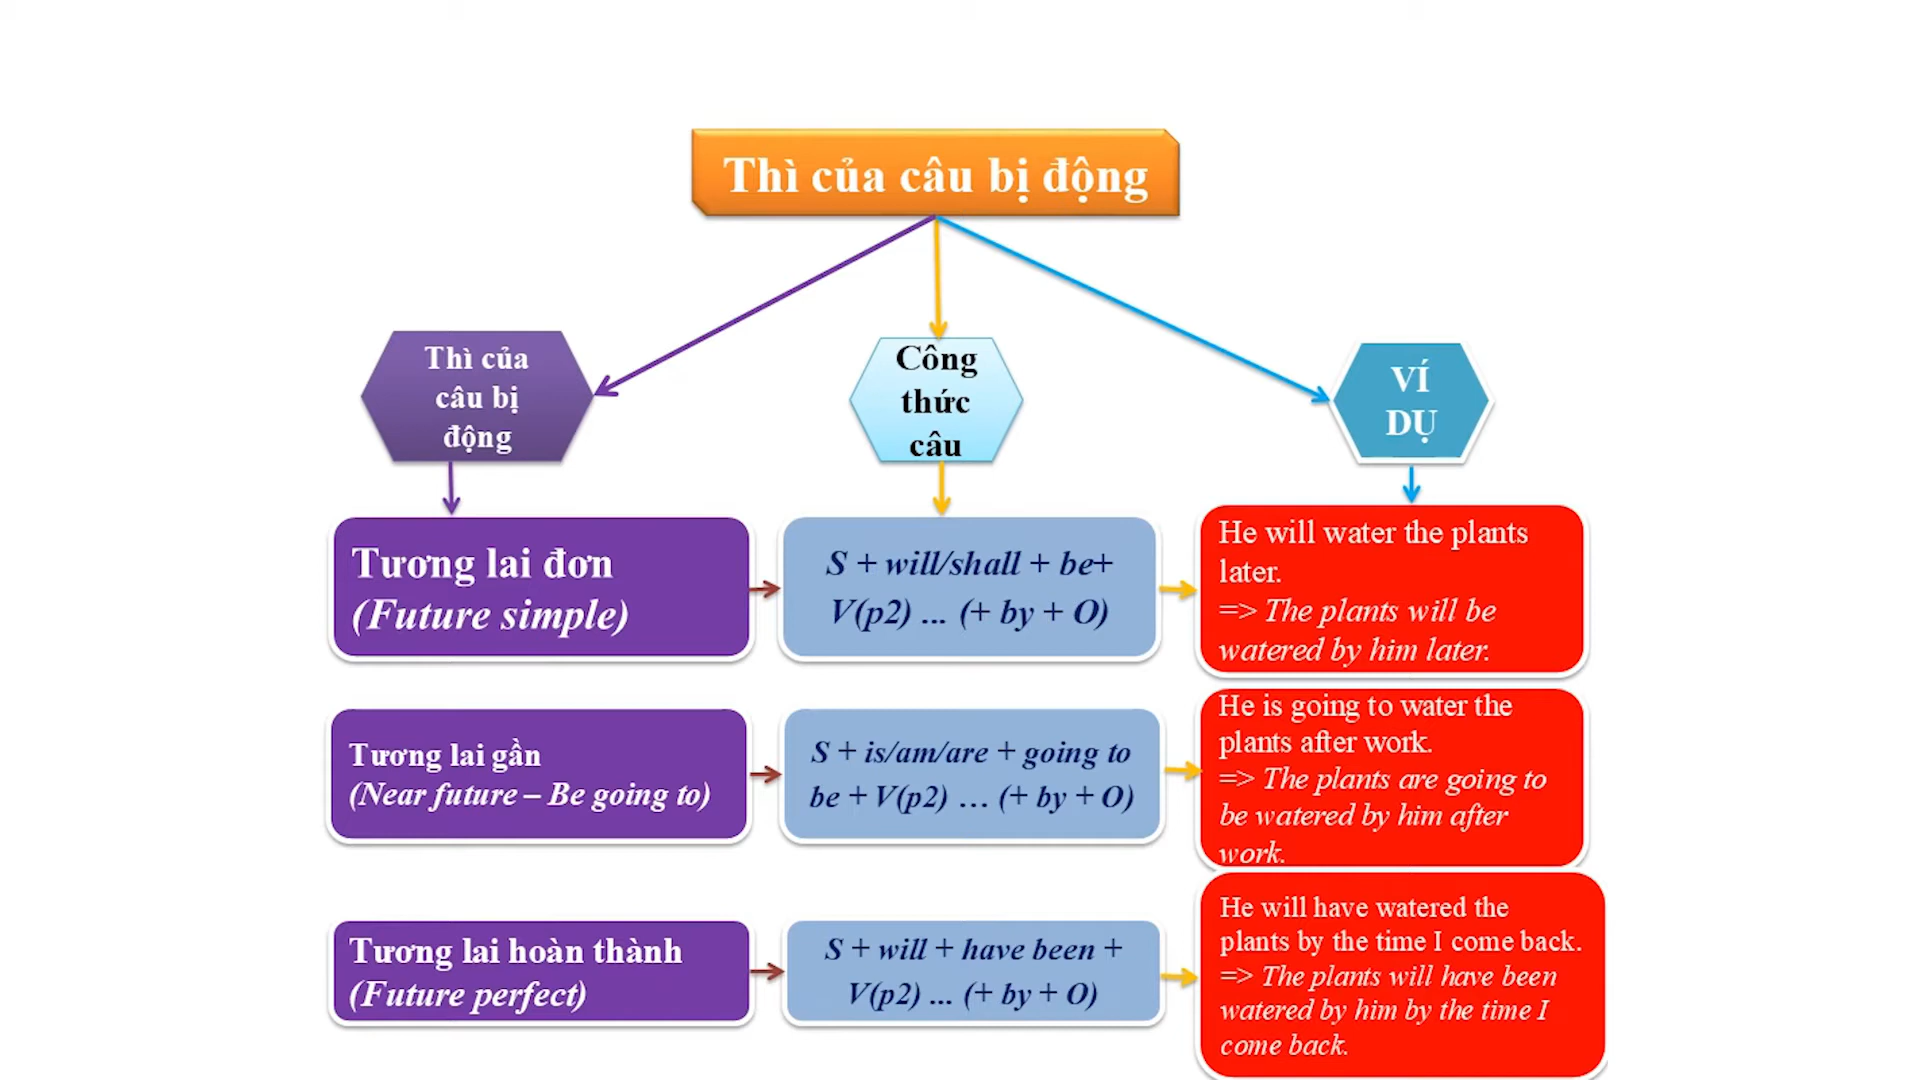 Thì của câu bị động
Thì của
câu bị
động
Công
thức
câu
VÍ
DỤ
Tương lai đơn
(Future simple)
S + will/shall + be+
V(p2) ... (+ by + O)
He will water the plants
later.
=> The plants will be
watered by him later.
Tương lai gần
(Near future – Be going to)
S + is/am/are + going to
be + V(p2) … (+ by + O)
He is going to water the
plants after work.
=> The plants are going to
be watered by him after
work.
Tương lai hoàn thành
(Future perfect)
S + will + have been +
V(p2) ... (+ by + O)
He will have watered the
plants by the time I come back.
=> The plants will have been
watered by him by the time I
come back.